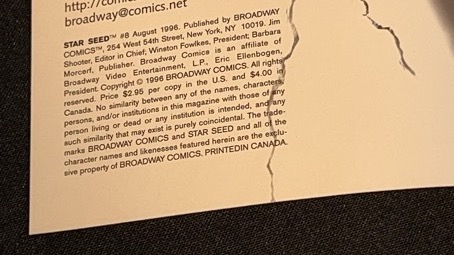 http://com
broadway@comics.net
STAR SEED™ #8 August 1996. Published by BROADWAY
COMICS™, 254 West 54th Street, New York, NY 10019. Jim
Shooter, Editor in Chief; Winston Fowlkes, President; Barbara
Morcerf, Publisher. Broadway Comics is an affiliate of
Broadway Video Entertainment, L.P., Eric Ellenbogen,
President. Copyright © 1996 BROADWAY COMICS. All rights
reserved. Price $2.95 per copy in the U.S. and $4.00 in
Canada. No similarity between any of the names, characters,
persons, and/or institutions in this magazine with those of any
person living or dead or any institution is intended, and any
such similarity that may exist is purely coincidental. The trade-
marks BROADWAY COMICS and STAR SEED and all of the
character names and likenesses featured herein are the exclu-
sive property of BROADWAY COMICS. PRINTEDIN CANADA.